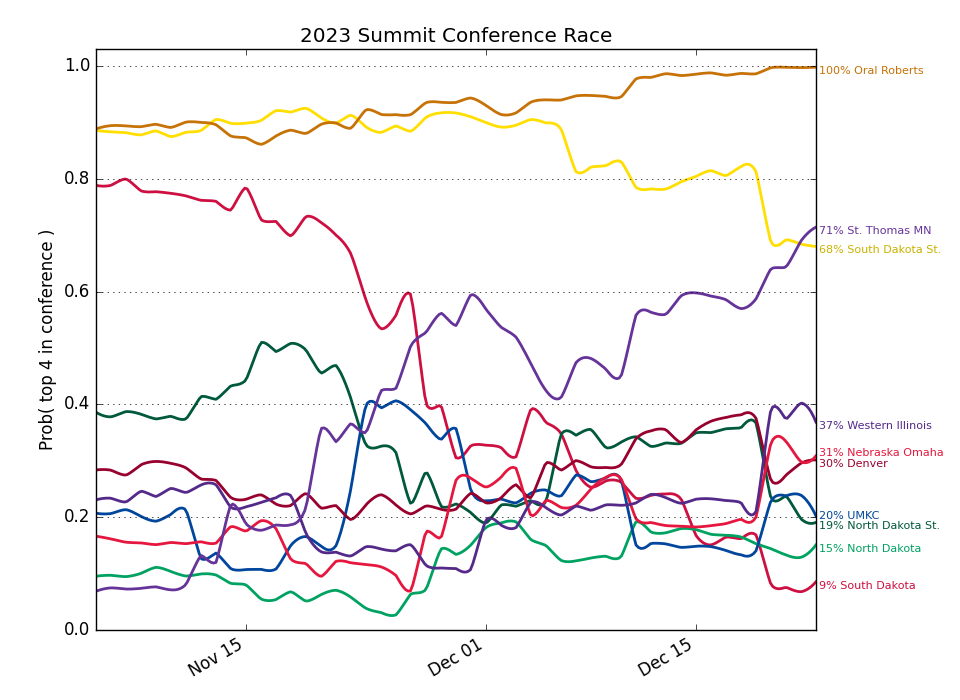 2023 Summit Conference Race
Prob( top 4 in conference )
1.0
0.8
0.6
0.4
0.2
0.0
Nov 15
Dec 01
Dec 15
100% Oral Roberts
71% St. Thomas MN
68% South Dakota St.
37% Western Illinois
31% Nebraska Omaha
30% Denver
20% UMKC
19% North Dakota St.
15% North Dakota
9% South Dakota